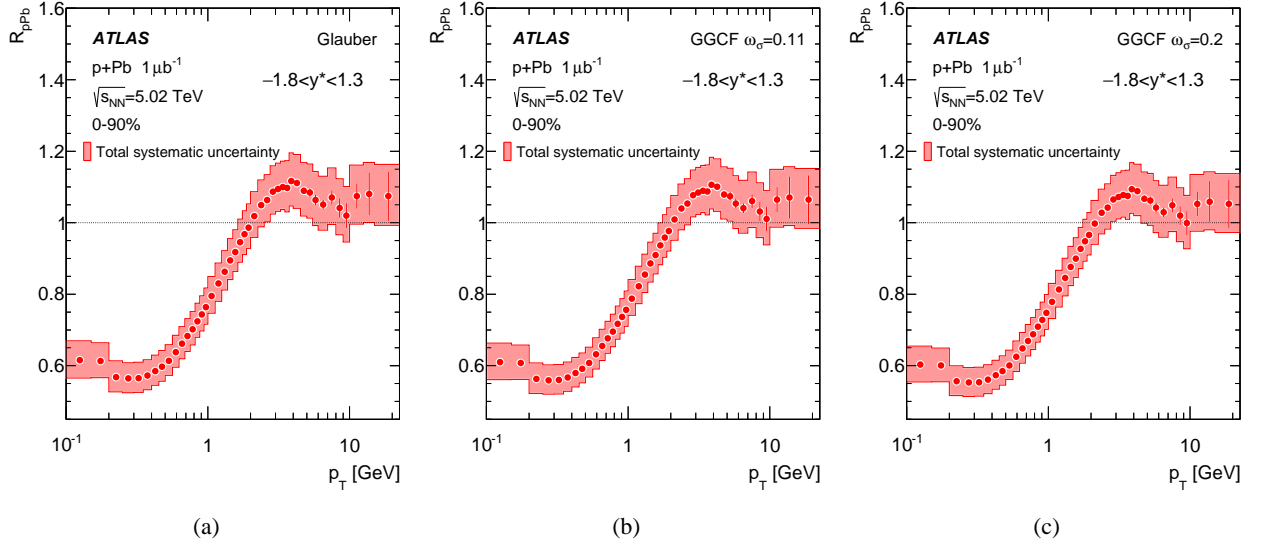 R_pPb
1.6
1.4
1.2
1
0.8
0.6
ATLAS Glauber
p+Pb 1 μb⁻¹
−1.8<y*<1.3
√s_NN=5.02 TeV
0-90%
Total systematic uncertainty
10⁻¹ 1 10
p_T [GeV]
(a)
R_pPb
1.6
1.4
1.2
1
0.8
0.6
ATLAS GGCF ω_σ=0.11
p+Pb 1 μb⁻¹
−1.8<y*<1.3
√s_NN=5.02 TeV
0-90%
Total systematic uncertainty
10⁻¹ 1 10
p_T [GeV]
(b)
R_pPb
1.6
1.4
1.2
1
0.8
0.6
ATLAS GGCF ω_σ=0.2
p+Pb 1 μb⁻¹
−1.8<y*<1.3
√s_NN=5.02 TeV
0-90%
Total systematic uncertainty
10⁻¹ 1 10
p_T [GeV]
(c)